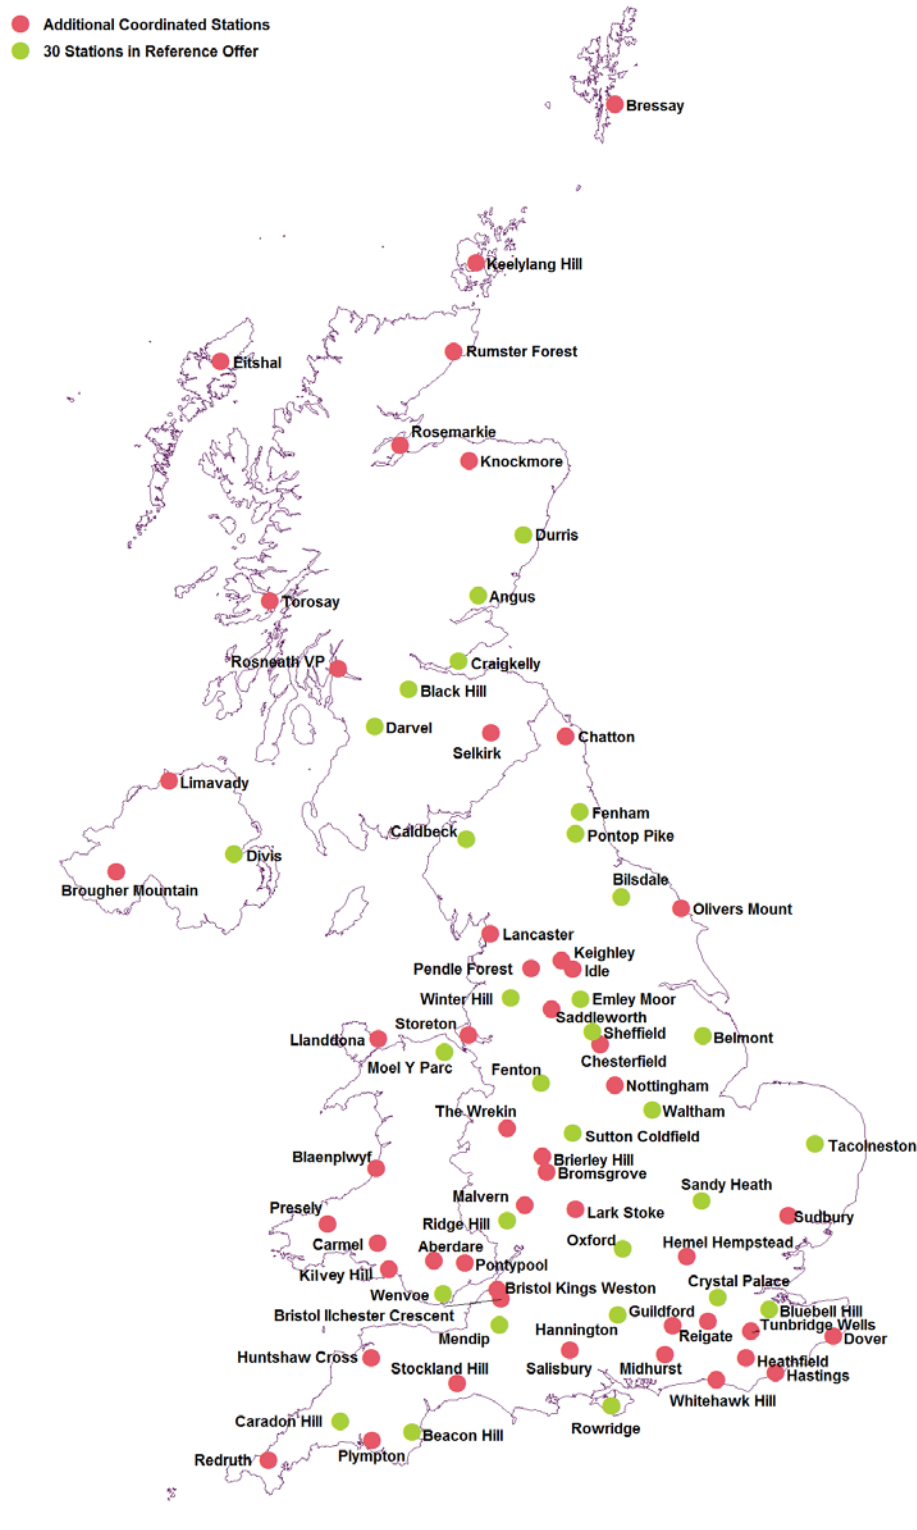 Additional Coordinated Stations
30 Stations in Reference Offer
Bressay
Keelylang Hill
Rumster Forest
Eitshal
Rosemarkie
Knockmore
Durris
Angus
Torosay
Rosneath VP
Craigkelly
Black Hill
Darvel
Selkirk
Chatton
Limavady
Fenham
Caldbeck
Pontop Pike
Divis
Brougher Mountain
Bilsdale
Olivers Mount
Lancaster
Keighley
Pendle Forest
Idle
Winter Hill
Emley Moor
Saddleworth
Storeton
Sheffield
Llanddona
Belmont
Chesterfield
Moel Y Parc
Fenton
Nottingham
The Wrekin
Waltham
Sutton Coldfield
Tacolneston
Blaenplwyf
Brierley Hill
Bromsgrove
Sandy Heath
Malvern
Presely
Lark Stoke
Sudbury
Ridge Hill
Oxford
Hemel Hempstead
Carmel
Aberdare
Pontypool
Kilvey Hill
Crystal Palace
Bristol Kings Weston
Wenvoe
Bluebell Hill
Guildford
Bristol Ilchester Crescent
Tunbridge Wells
Hannington
Reigate
Mendip
Dover
Huntshaw Cross
Heathfield
Stockland Hill
Salisbury
Midhurst
Hastings
Whitehawk Hill
Caradon Hill
Rowridge
Beacon Hill
Plympton
Redruth